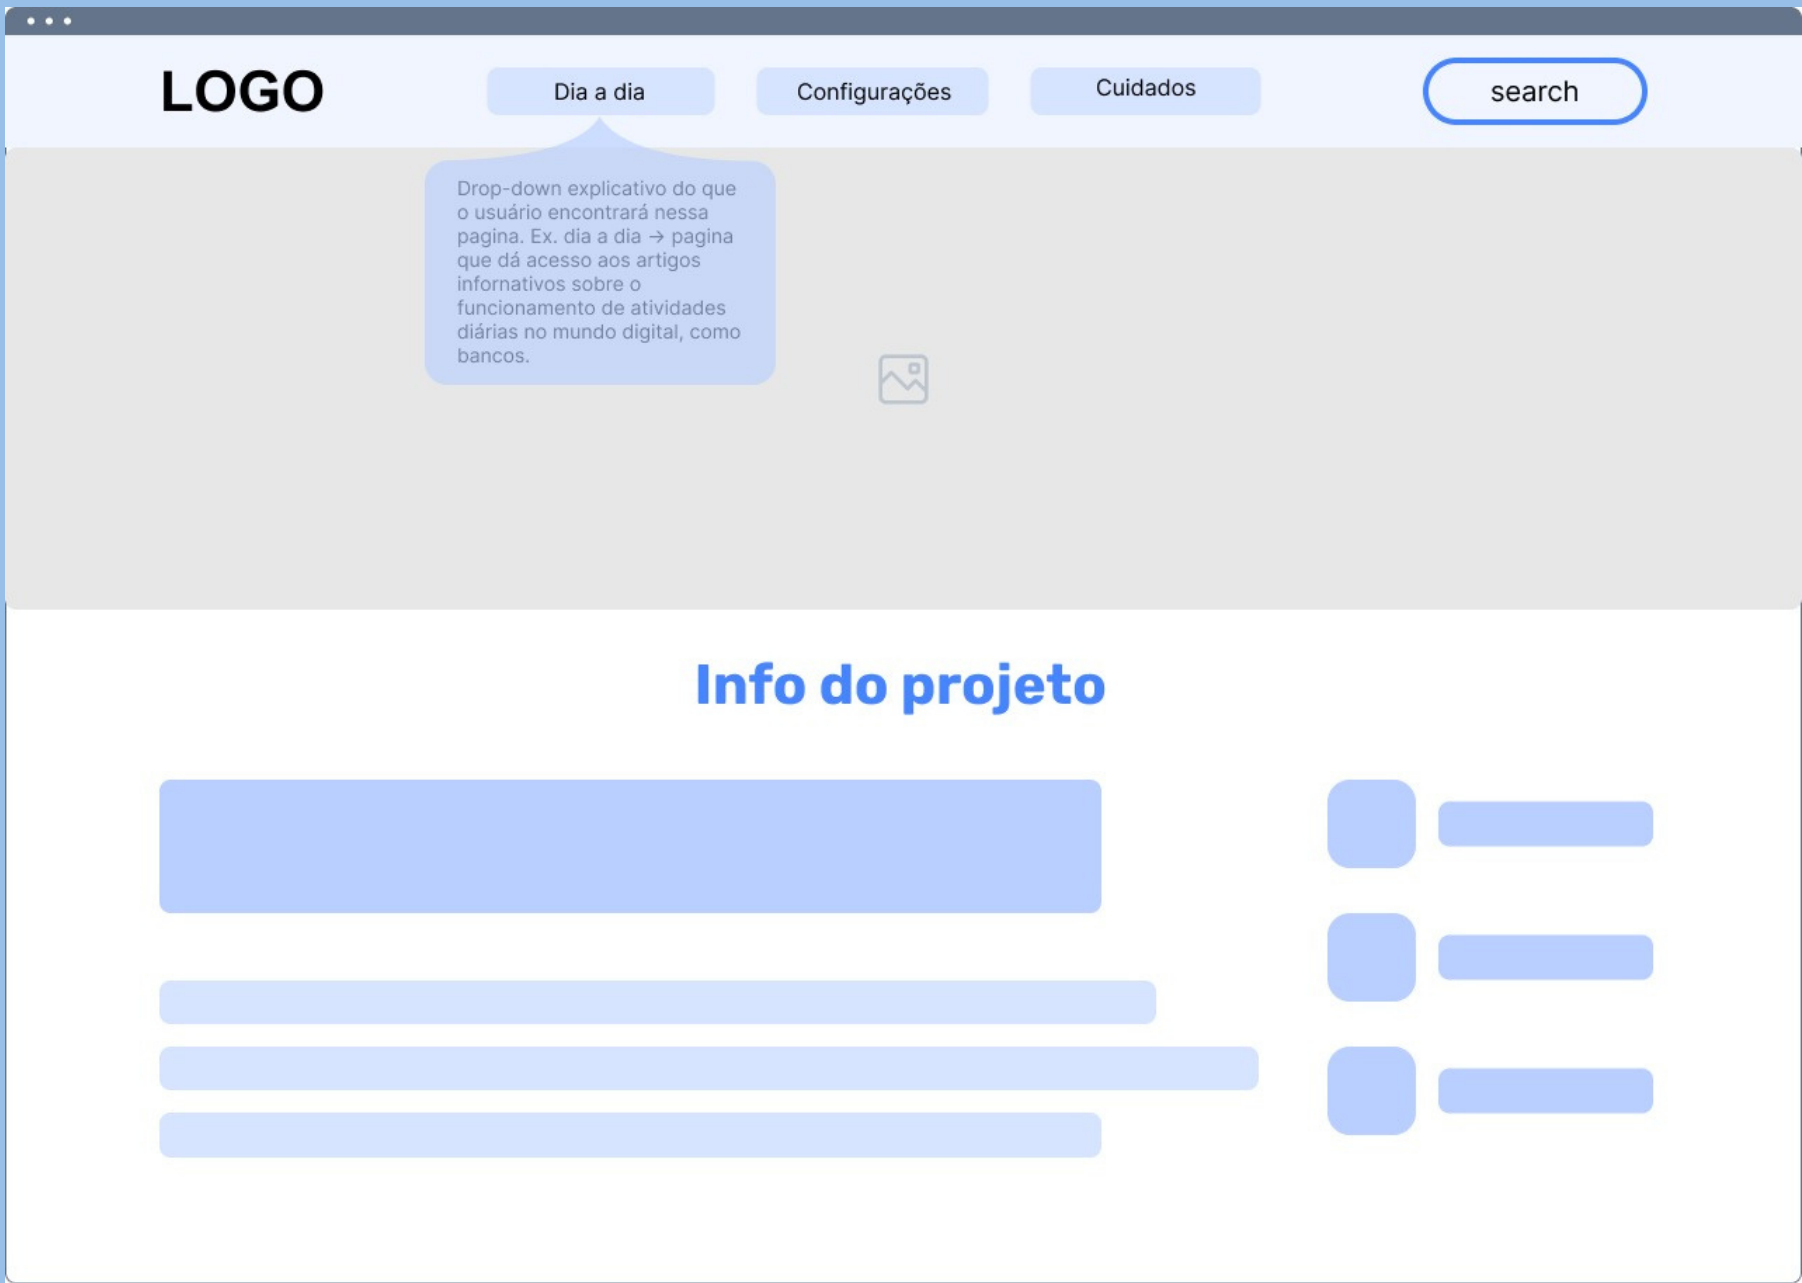 LOGO
Dia a dia
Configurações
Cuidados
search
Drop-down explicativo do que
o usuário encontrará nessa
pagina. Ex. dia a dia → pagina
que dá acesso aos artigos
infornativos sobre o
funcionamento de atividades
diárias no mundo digital, como
bancos.
Info do projeto